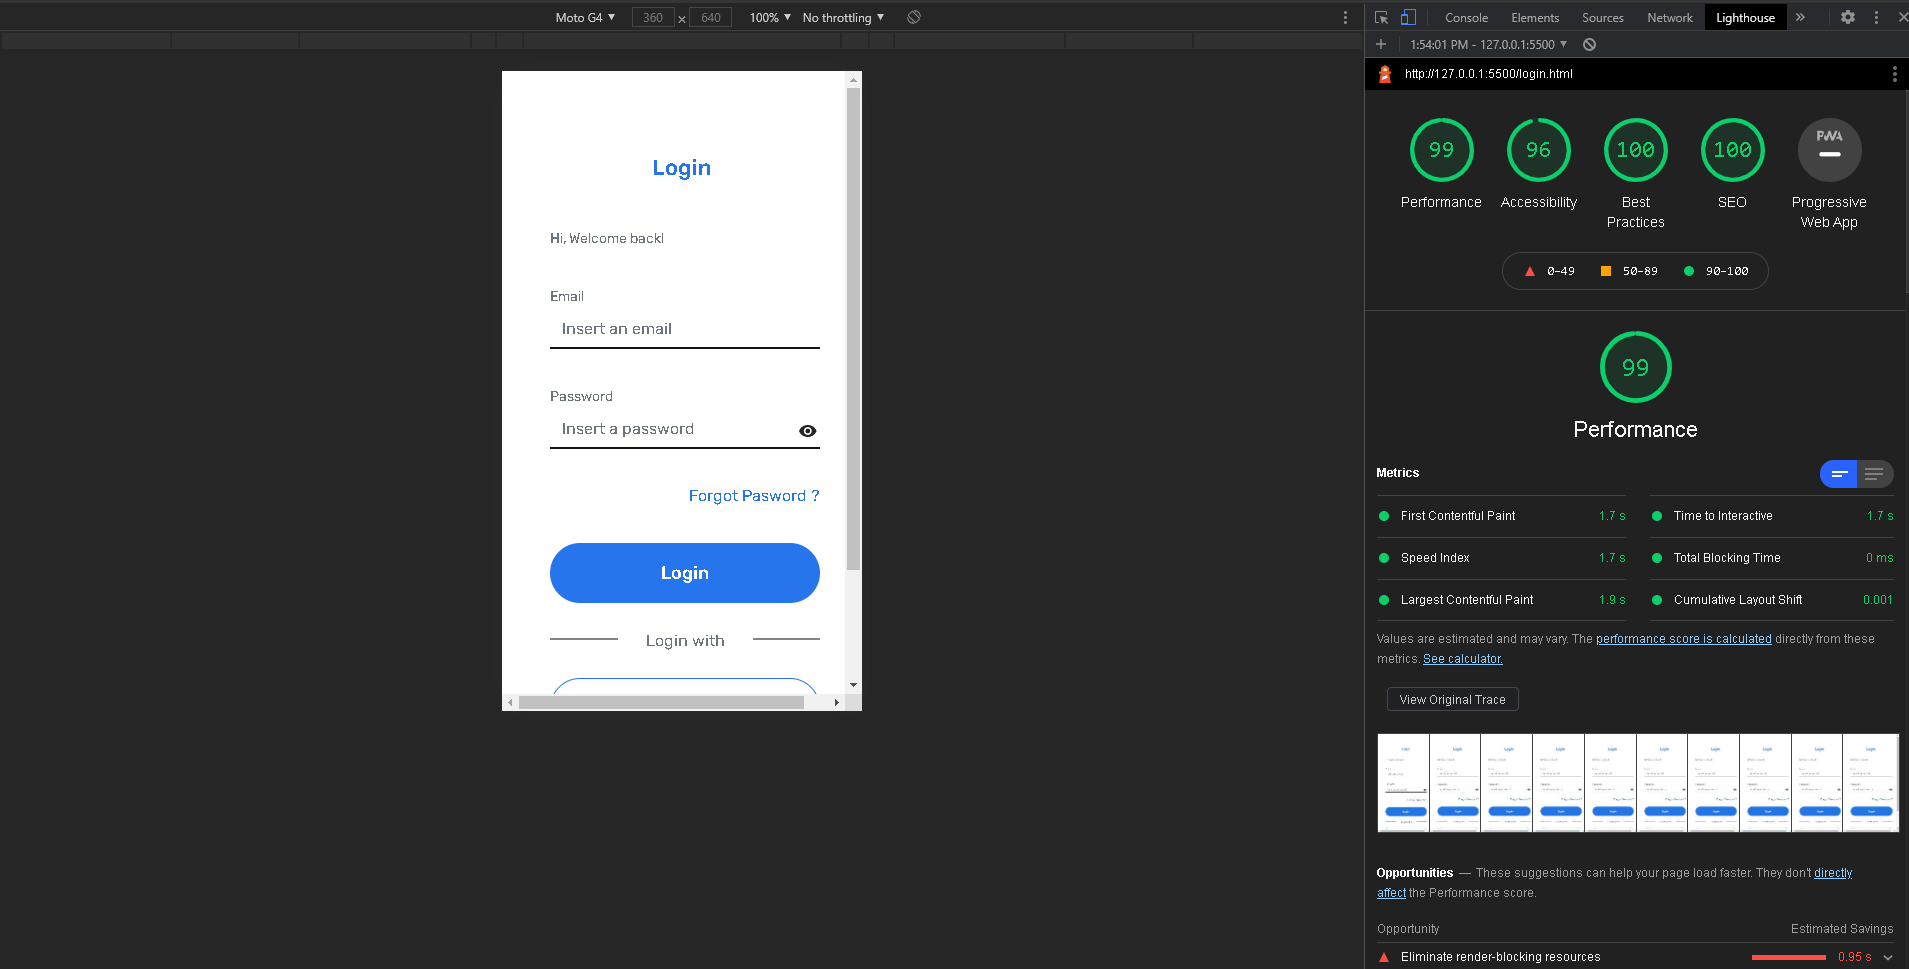 Moto G4 ▼ 360 × 640 100% ▼ No throttling ▼
Console Elements Sources Network Lighthouse »
+ 1:54:01 PM - 127.0.0.1:5500 ▼
http://127.0.0.1:5500/login.html
Login
Hi, Welcome back!
Email
Insert an email
Password
Insert a password
Forgot Pasword ?
Login
Login with
99 96 100 100 PWA
Performance Accessibility Best Practices SEO Progressive Web App
0–49 50–89 90–100
99
Performance
Metrics
First Contentful Paint 1.7 s
Time to Interactive 1.7 s
Speed Index 1.7 s
Total Blocking Time 0 ms
Largest Contentful Paint 1.9 s
Cumulative Layout Shift 0.001
Values are estimated and may vary. The performance score is calculated directly from these
metrics. See calculator.
View Original Trace
Opportunities — These suggestions can help your page load faster. They don't directly
affect the Performance score.
Opportunity Estimated Savings
Eliminate render-blocking resources 0.95 s